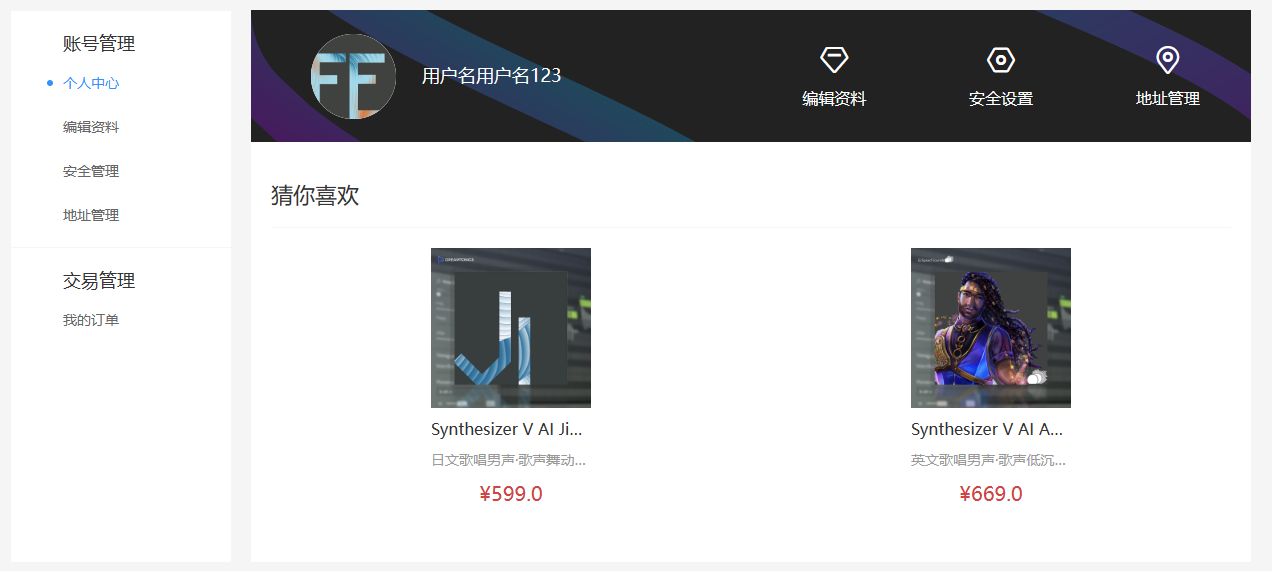 账号管理
个人中心
编辑资料
安全管理
地址管理
交易管理
我的订单
用户名用户名123
编辑资料
安全设置
地址管理
猜你喜欢
DREAMTONICS
Synthesizer V AI Ji...
日文歌唱男声·歌声舞动...
¥599.0
Synthesizer V AI A...
英文歌唱男声·歌声低沉...
¥669.0